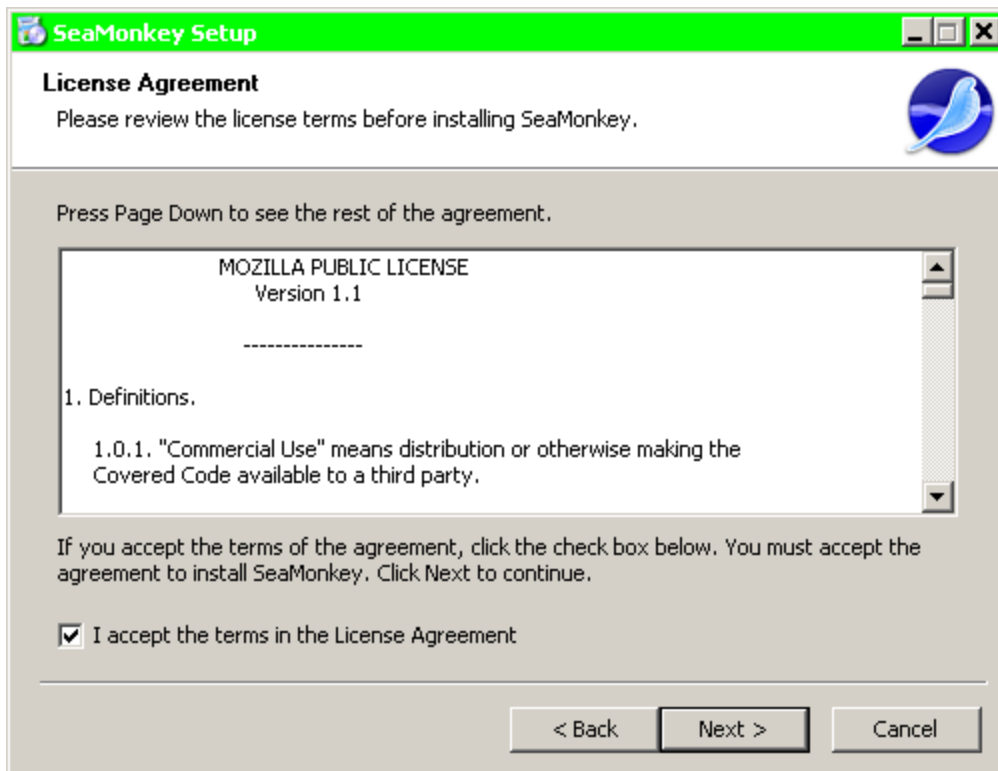 SeaMonkey Setup
License Agreement
Please review the license terms before installing SeaMonkey.
Press Page Down to see the rest of the agreement.
MOZILLA PUBLIC LICENSE
Version 1.1
---------------
1. Definitions.
1.0.1. "Commercial Use" means distribution or otherwise making the
Covered Code available to a third party.
If you accept the terms of the agreement, click the check box below. You must accept the
agreement to install SeaMonkey. Click Next to continue.
I accept the terms in the License Agreement
< Back Next > Cancel